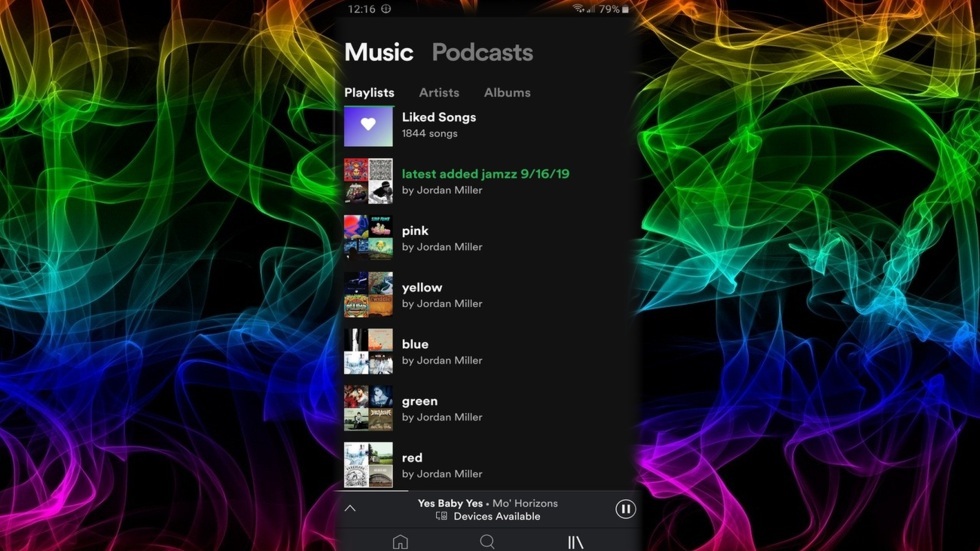 12:16 79%
Music Podcasts
Playlists Artists Albums
Liked Songs
1844 songs
latest added jamzz 9/16/19
by Jordan Miller
pink
by Jordan Miller
yellow
by Jordan Miller
blue
by Jordan Miller
green
by Jordan Miller
red
by Jordan Miller
Yes Baby Yes • Mo' Horizons
Devices Available